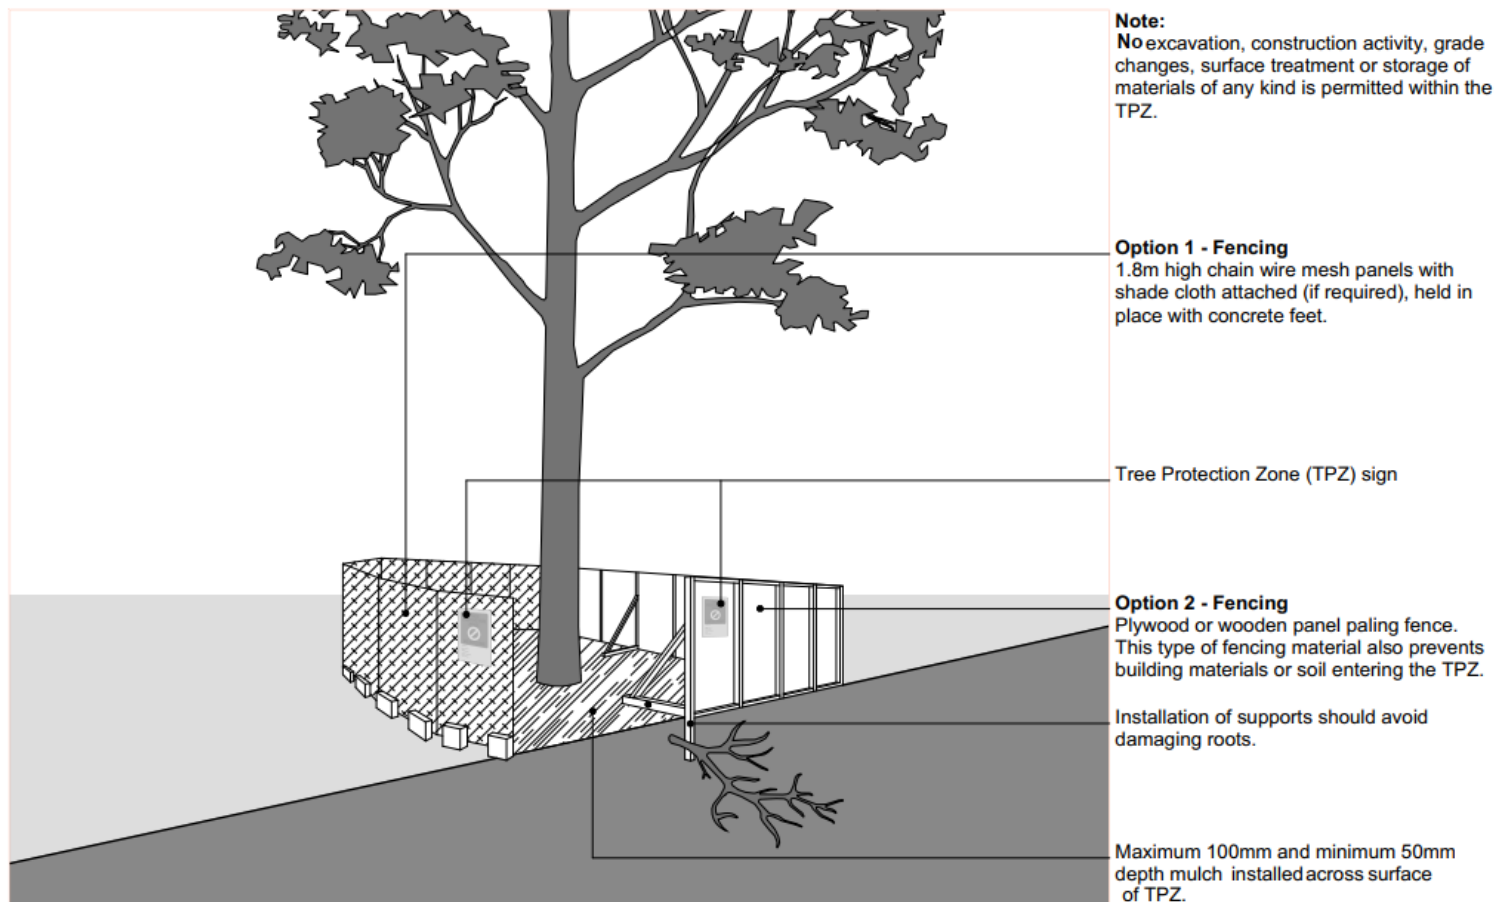 Note:
No excavation, construction activity, grade
changes, surface treatment or storage of
materials of any kind is permitted within the
TPZ.
Option 1 - Fencing
1.8m high chain wire mesh panels with
shade cloth attached (if required), held in
place with concrete feet.
Tree Protection Zone (TPZ) sign
Option 2 - Fencing
Plywood or wooden panel paling fence.
This type of fencing material also prevents
building materials or soil entering the TPZ.
Installation of supports should avoid
damaging roots.
Maximum 100mm and minimum 50mm
depth mulch installed across surface
of TPZ.